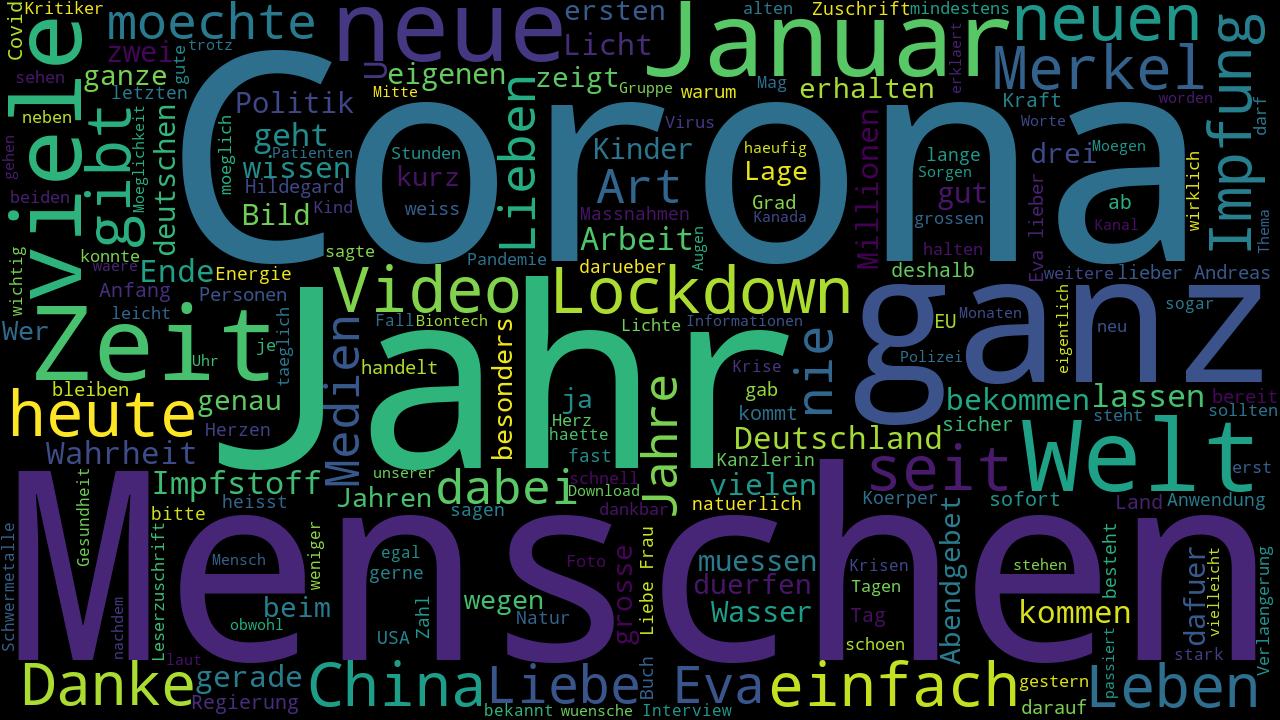 Corona
Jahr
Menschen
ganz
Januar
neue
viele
Zeit
Welt
heute
Lockdown
Video
Merkel
neuen
Impfung
moechte
gibt
Lieben
Medien
Jahre
nie
seit
einfach
Leben
Eva
Liebe
China
Danke
dabei
Kritiker
Covid
zwei
ganze
letzten
gute
trotz
sehen
neben
gehen
beiden
deutschen
Moeglichkeit
moeglich
ersten
Licht
U
eigenen
zeigt
Gruppe
Mitte
warum
Mag
alten
Zuschrift
mindestens
erhalten
erklaert
Kraft
worden
darf
Politik
geht
Patienten
wissen
Hildegard
Kind
Bild
Stunden
kurz
weiss
sagte
Pandemie
Virus
Kinder
Art
Massnahmen
Arbeit
darueber
Augen
haeufig
Lage
Grad
Kanada
Millionen
lange
Sorgen
gut
grossen
halten
deshalb
Worte
drei
Moegen
ab
Kanal
Eva lieber
wirklich
Thema
weitere
lieber
Andreas
wichtig
konnte
waere
Ende
Energie
Anfang
Personen
Wer
leicht
taeglich
Uhr
je
Fall
Biontech
handelt
besonders
Lichte
Informationen
Krise
gab
kommt
EU
Monaten
neu
sogar
Polizei
eigentlich
bleiben
genau
Herzen
Wahrheit
ja
Herz
haette
fast
bekommen
lassen
bereit
steht
sollten
sicher
Deutschland
Kanzlerin
vielen
natuerlich
unserer
schnell
Download
dankbar
Jahren
sagen
Impfstoff
heisst
bitte
Gesundheit
Koerper
sofort
Land
Anwendung
erst
Schwermetalle
Leserzuschrift
nachdem
Mensch
weniger
egal
gerne
beim
obwohl
Zahl
USA
wegen
Natur
Foto
grosse
Liebe Frau
muessen
duerfen
Wasser
Krisen
Tagen
Tag
schoen
Abendgebet
stehen
besteht
kommen
dafuer
vielleicht
Verlaengerung
stark
passiert
laut
gerade
Regierung
bekannt
wuensche
Interview
Buch
gestern
darauf